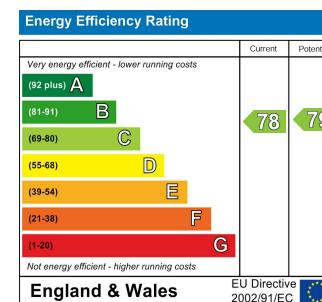 Energy Efficiency Rating
Current
Potent
Very energy efficient - lower running costs
(92 plus) A
(81-91) B
(69-80) C
(55-68) D
(39-54) E
(21-38) F
(1-20) G
78
79
Not energy efficient - higher running costs
England & Wales
EU Directive
2002/91/EC